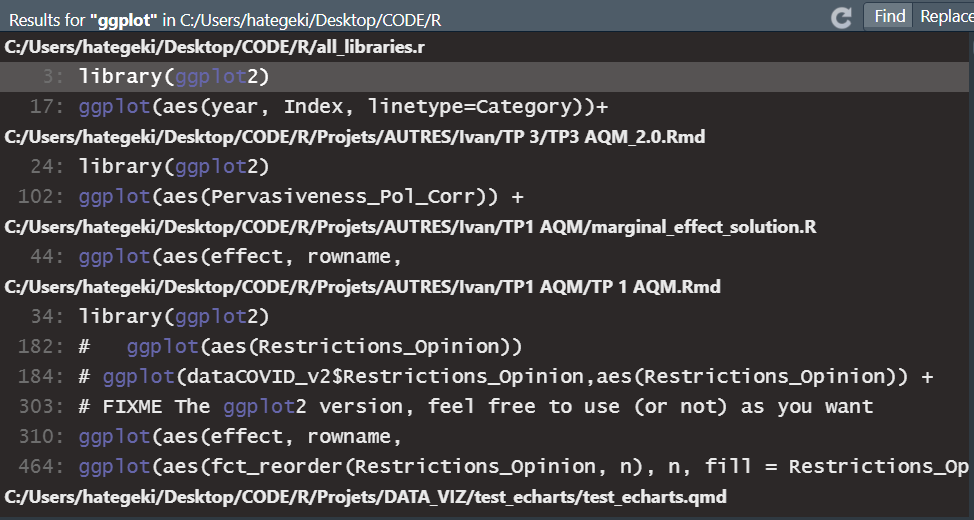 Results for "ggplot" in C:/Users/hategeki/Desktop/CODE/R Find Replace
C:/Users/hategeki/Desktop/CODE/R/all_libraries.r
3: library(ggplot2)
17: ggplot(aes(year, Index, linetype=Category))+
C:/Users/hategeki/Desktop/CODE/R/Projets/AUTRES/Ivan/TP 3/TP3 AQM_2.0.Rmd
24: library(ggplot2)
102: ggplot(aes(Pervasiveness_Pol_Corr)) +
C:/Users/hategeki/Desktop/CODE/R/Projets/AUTRES/Ivan/TP1 AQM/marginal_effect_solution.R
44: ggplot(aes(effect, rowname,
C:/Users/hategeki/Desktop/CODE/R/Projets/AUTRES/Ivan/TP1 AQM/TP 1 AQM.Rmd
34: library(ggplot2)
182: #   ggplot(aes(Restrictions_Opinion))
184: # ggplot(dataCOVID_v2$Restrictions_Opinion,aes(Restrictions_Opinion)) +
303: # FIXME The ggplot2 version, feel free to use (or not) as you want
310: ggplot(aes(effect, rowname,
464: ggplot(aes(fct_reorder(Restrictions_Opinion, n), n, fill = Restrictions_Op
C:/Users/hategeki/Desktop/CODE/R/Projets/DATA_VIZ/test_echarts/test_echarts.qmd